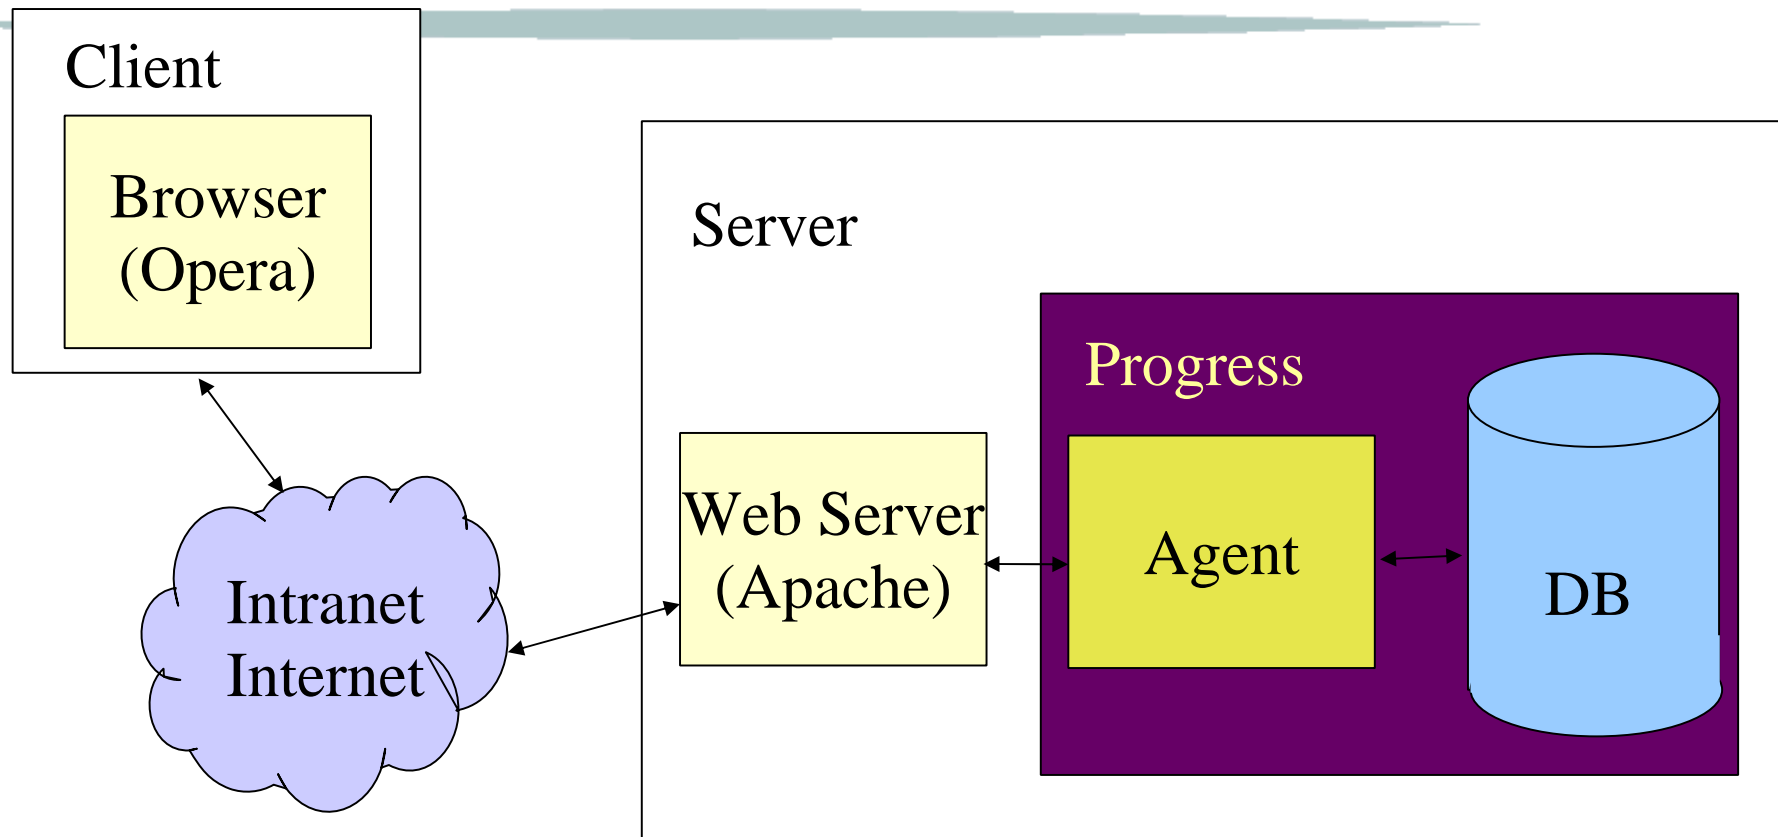 Client
Browser
(Opera)
Server
Progress
Web Server
(Apache)
Agent
DB
Intranet
Internet